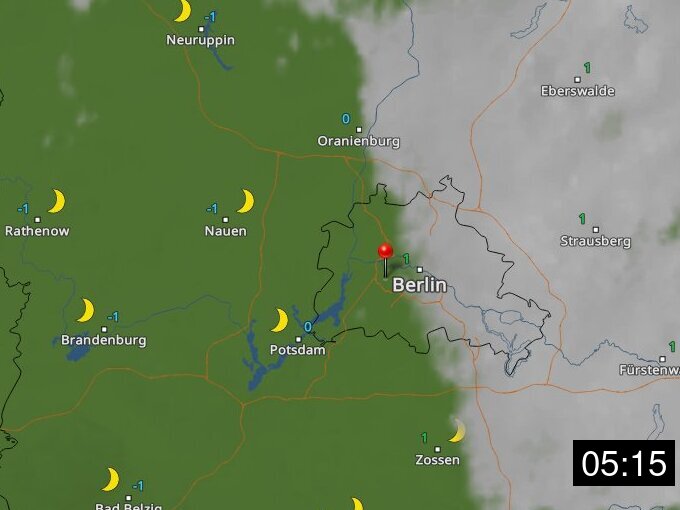 -1
Neuruppin
1
Eberswalde
0
Oranienburg
-1
Rathenow
-1
Nauen
1
Strausberg
1
Berlin
-1
Brandenburg
0
Potsdam
1
Fürstenwa
1
Zossen
05:15
-1
Bad Belzig